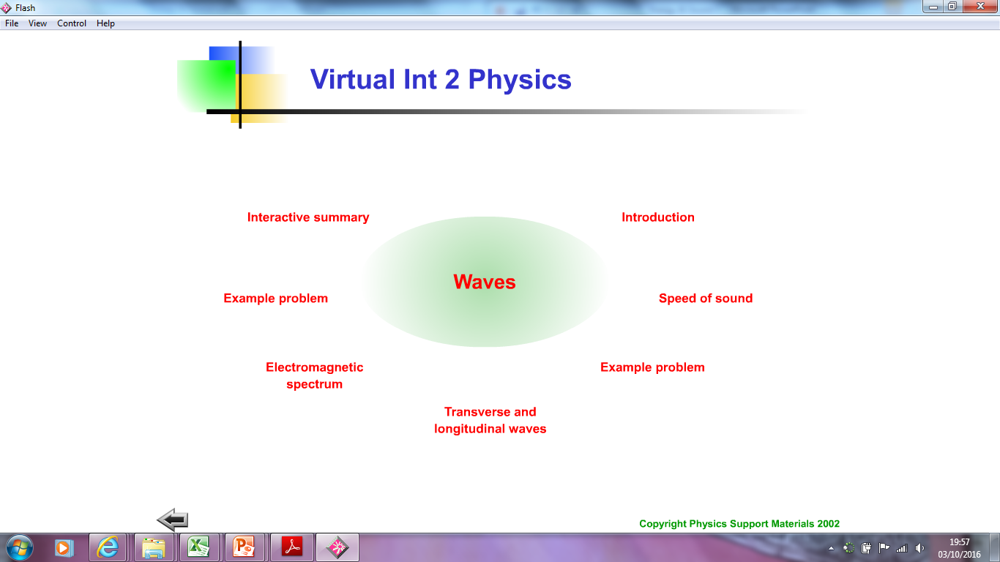 Flash
File View Control Help
Virtual Int 2 Physics
Interactive summary
Introduction
Waves
Example problem
Speed of sound
Electromagnetic
spectrum
Example problem
Transverse and
longitudinal waves
Copyright Physics Support Materials 2002
19:57
03/10/2016